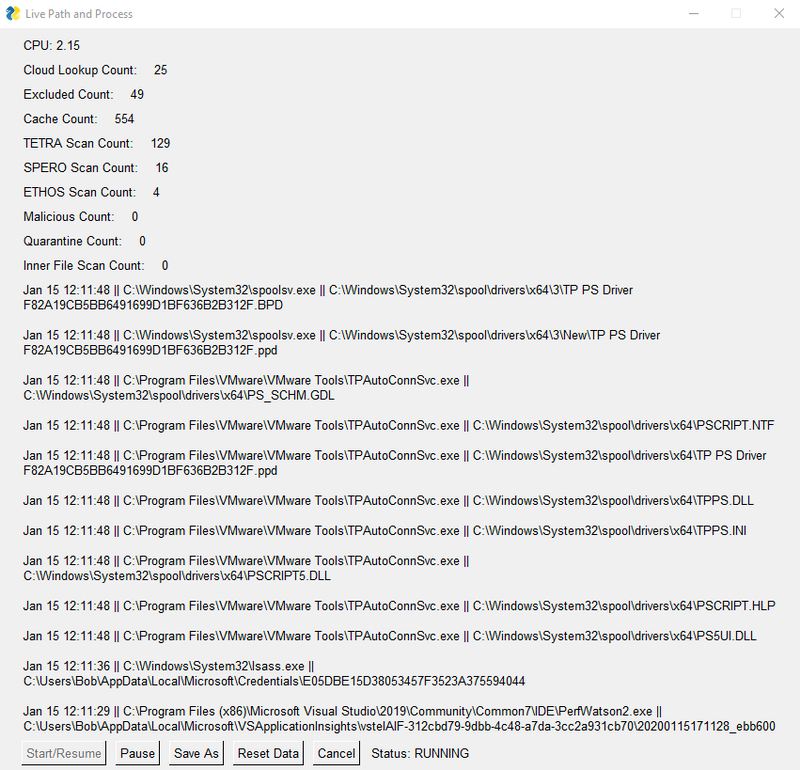 Live Path and Process
CPU: 2.15
Cloud Lookup Count: 25
Excluded Count: 49
Cache Count: 554
TETRA Scan Count: 129
SPERO Scan Count: 16
ETHOS Scan Count: 4
Malicious Count: 0
Quarantine Count: 0
Inner File Scan Count: 0
Jan 15 12:11:48 || C:\Windows\System32\spoolsv.exe || C:\Windows\System32\spool\drivers\x64\3\TP PS Driver
F82A19CB5BB6491699D1BF636B2B312F.BPD
Jan 15 12:11:48 || C:\Windows\System32\spoolsv.exe || C:\Windows\System32\spool\drivers\x64\3\New\TP PS Driver
F82A19CB5BB6491699D1BF636B2B312F.ppd
Jan 15 12:11:48 || C:\Program Files\VMware\VMware Tools\TPAutoConnSvc.exe ||
C:\Windows\System32\spool\drivers\x64\PS_SCHM.GDL
Jan 15 12:11:48 || C:\Program Files\VMware\VMware Tools\TPAutoConnSvc.exe || C:\Windows\System32\spool\drivers\x64\PSCRIPT.NTF
Jan 15 12:11:48 || C:\Program Files\VMware\VMware Tools\TPAutoConnSvc.exe || C:\Windows\System32\spool\drivers\x64\TP PS Driver
F82A19CB5BB6491699D1BF636B2B312F.ppd
Jan 15 12:11:48 || C:\Program Files\VMware\VMware Tools\TPAutoConnSvc.exe || C:\Windows\System32\spool\drivers\x64\TPPS.DLL
Jan 15 12:11:48 || C:\Program Files\VMware\VMware Tools\TPAutoConnSvc.exe || C:\Windows\System32\spool\drivers\x64\TPPS.INI
Jan 15 12:11:48 || C:\Program Files\VMware\VMware Tools\TPAutoConnSvc.exe ||
C:\Windows\System32\spool\drivers\x64\PSCRIPT5.DLL
Jan 15 12:11:48 || C:\Program Files\VMware\VMware Tools\TPAutoConnSvc.exe || C:\Windows\System32\spool\drivers\x64\PSCRIPT.HLP
Jan 15 12:11:48 || C:\Program Files\VMware\VMware Tools\TPAutoConnSvc.exe || C:\Windows\System32\spool\drivers\x64\PS5UI.DLL
Jan 15 12:11:36 || C:\Windows\System32\lsass.exe ||
C:\Users\Bob\AppData\Local\Microsoft\Credentials\E05DBE15D38053457F3523A375594044
Jan 15 12:11:29 || C:\Program Files (x86)\Microsoft Visual Studio\2019\Community\Common7\IDE\PerfWatson2.exe ||
C:\Users\Bob\AppData\Local\Microsoft\VSApplicationInsights\vstelAIF-312cbd79-9dbb-4c48-a7da-3cc2a931cb70\20200115171128_ebb600
Start/Resume Pause Save As Reset Data Cancel Status: RUNNING